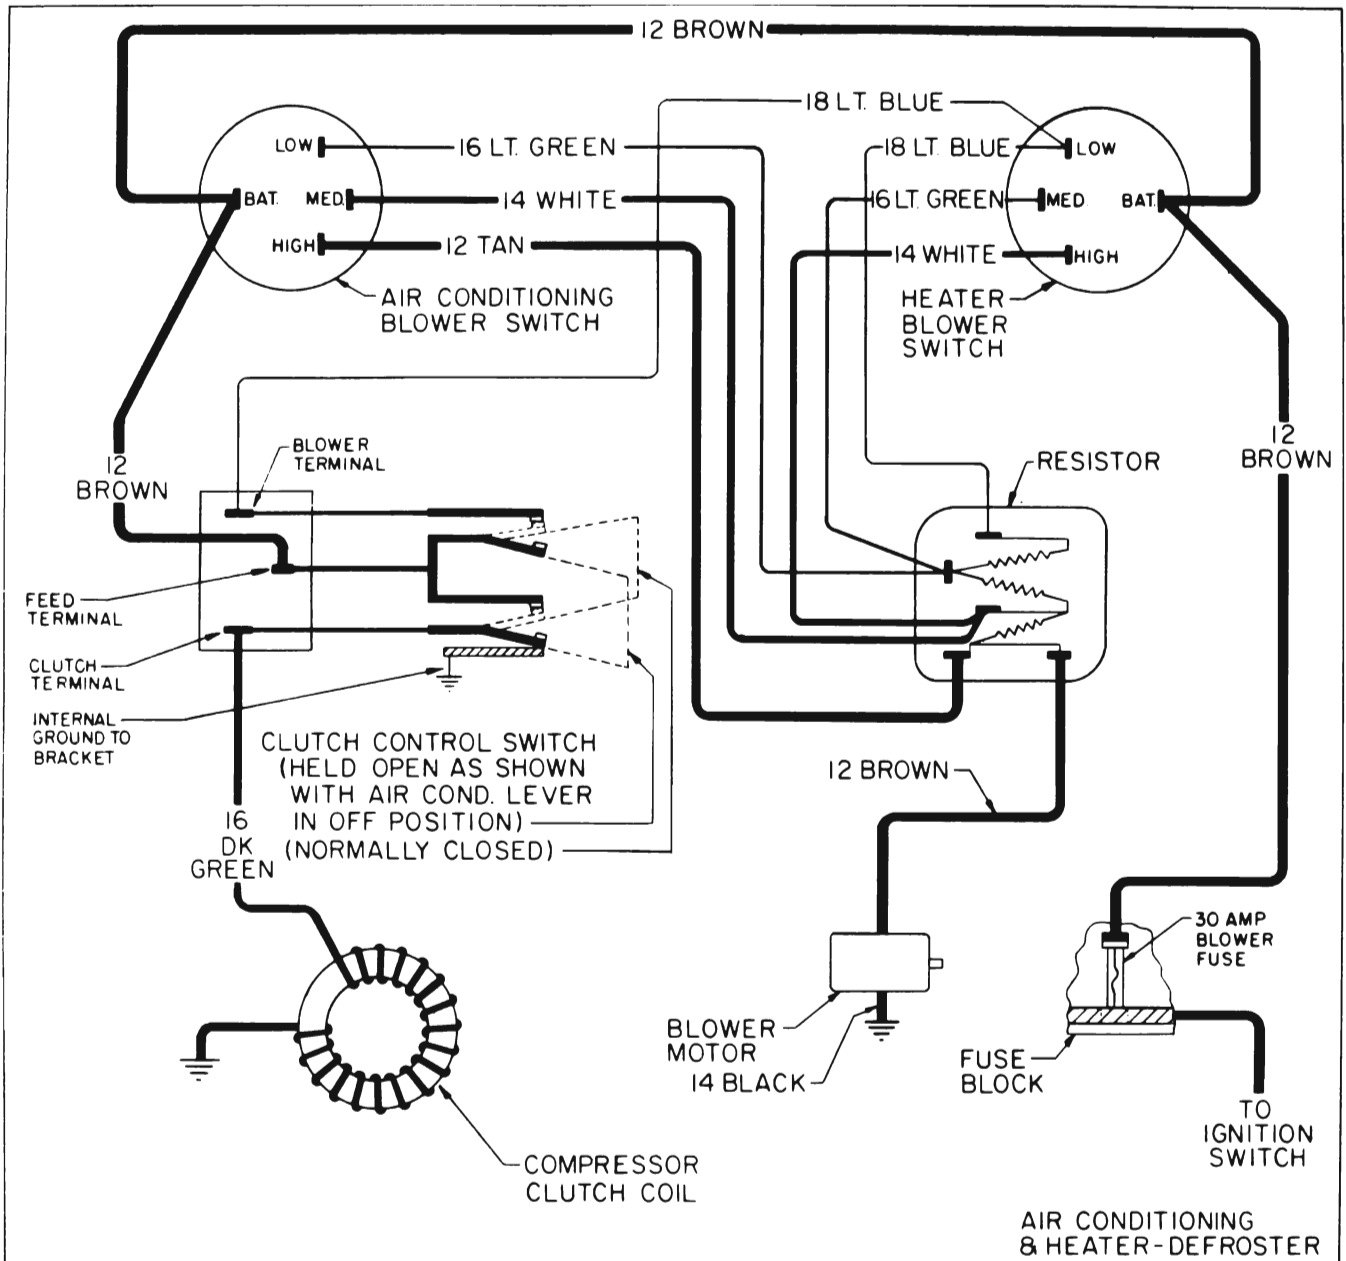 12 BROWN
18 LT. BLUE
LOW
16 LT. GREEN
18 LT. BLUE
LOW
BAT.
MED.
14 WHITE
16 LT. GREEN
MED.
BAT.
HIGH
12 TAN
14 WHITE
HIGH
AIR CONDITIONING
BLOWER SWITCH
HEATER
BLOWER
SWITCH
BLOWER
TERMINAL
12
BROWN
12
BROWN
RESISTOR
FEED
TERMINAL
CLUTCH
TERMINAL
INTERNAL
GROUND TO
BRACKET
CLUTCH CONTROL SWITCH
(HELD OPEN AS SHOWN
WITH AIR COND. LEVER
IN OFF POSITION)
(NORMALLY CLOSED)
12 BROWN
16
DK
GREEN
30 AMP
BLOWER
FUSE
BLOWER
MOTOR
14 BLACK
FUSE
BLOCK
TO
IGNITION
SWITCH
COMPRESSOR
CLUTCH COIL
AIR CONDITIONING
& HEATER-DEFROSTER